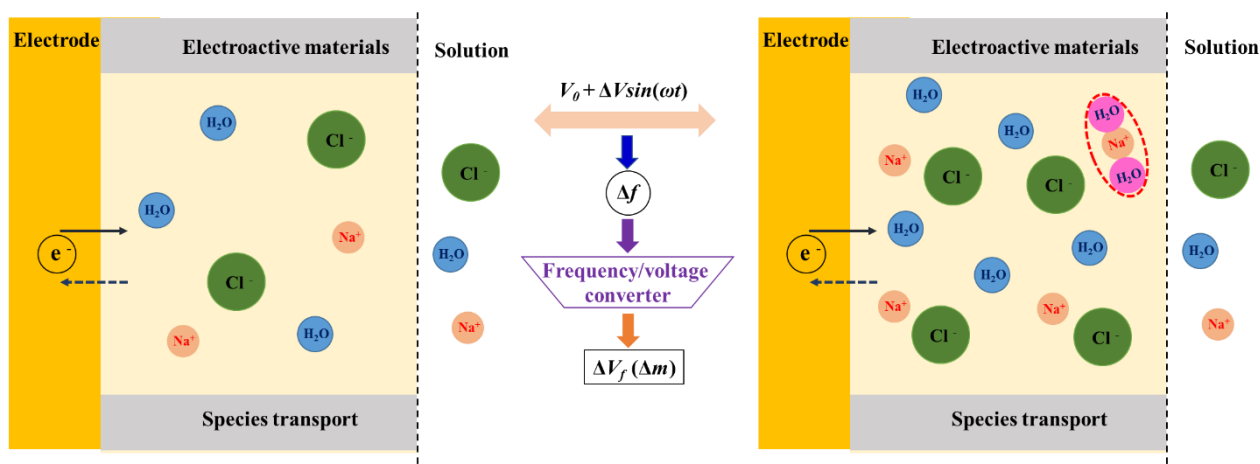 Electrode
Electroactive materials
Solution
H₂O
Cl⁻
H₂O
Na⁺
e⁻
Cl⁻
Na⁺
H₂O
Species transport
Cl⁻
H₂O
Na⁺
V₀ + ΔVsin(ωt)
Δf
Frequency/voltage
converter
ΔV_f (Δm)
Electrode
Electroactive materials
Solution
H₂O
H₂O
H₂O
Na⁺
H₂O
Na⁺
Cl⁻
Cl⁻
H₂O
H₂O
e⁻
H₂O
Na⁺
Na⁺
Cl⁻
Cl⁻
Species transport
Cl⁻
H₂O
Na⁺